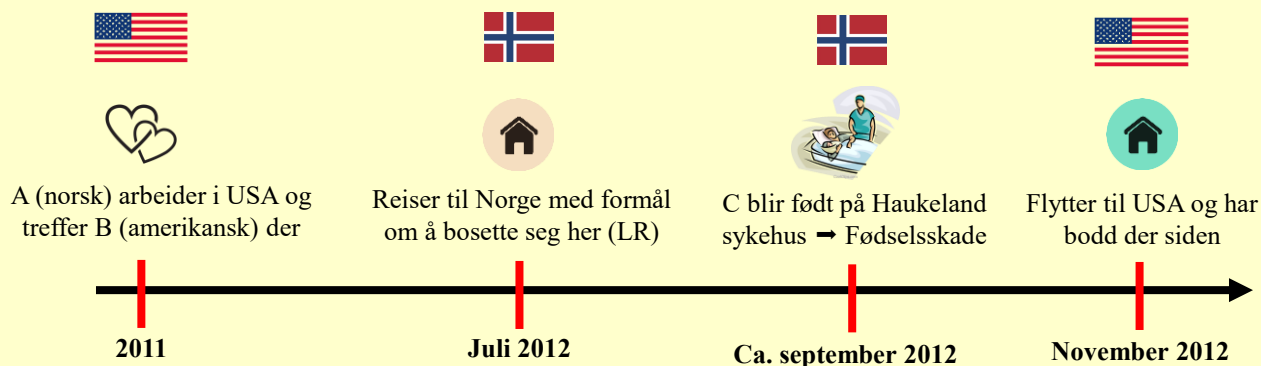 A (norsk) arbeider i USA og
treffer B (amerikansk) der
Reiser til Norge med formål
om å bosette seg her (LR)
C blir født på Haukeland
sykehus ➞ Fødselsskade
Flytter til USA og har
bodd der siden
2011
Juli 2012
Ca. september 2012
November 2012